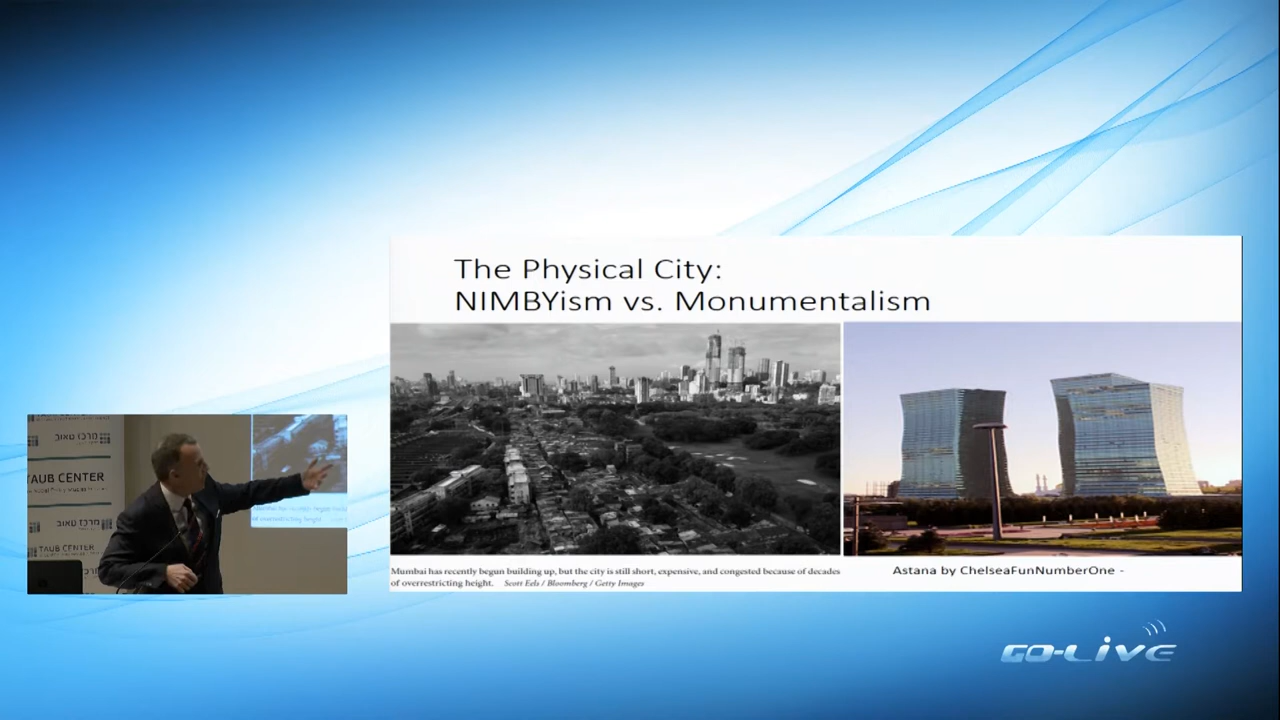 The Physical City:
NIMBYism vs. Monumentalism
Mumbai has recently begun building up, but the city is still short, expensive, and congested because of decades
of overrestricting height. Scott Eels / Bloomberg / Getty Images
Astana by ChelseaFunNumberOne -
מרכז טאוב
TAUB CENTER
מרכז טאוב
TAUB CENTER
GO-LIVE